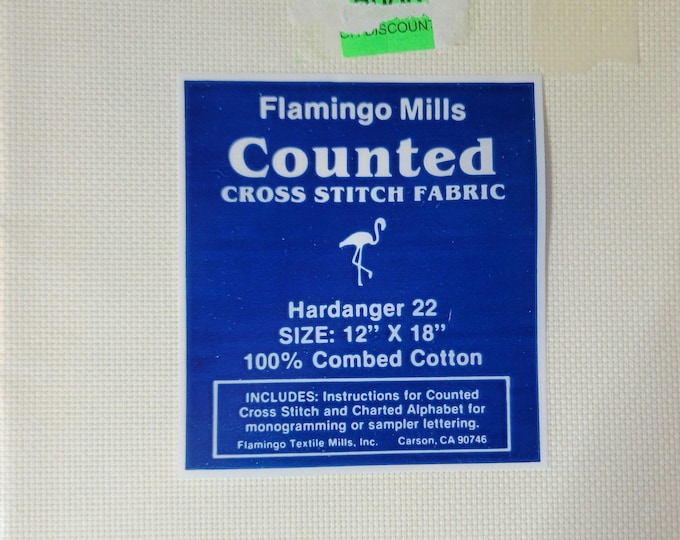 DISCOUNT
Flamingo Mills
Counted
CROSS STITCH FABRIC
Hardanger 22
SIZE: 12” X 18”
100% Combed Cotton
INCLUDES: Instructions for Counted
Cross Stitch and Charted Alphabet for
monogramming or sampler lettering.
Flamingo Textile Mills, Inc. Carson, CA 90746